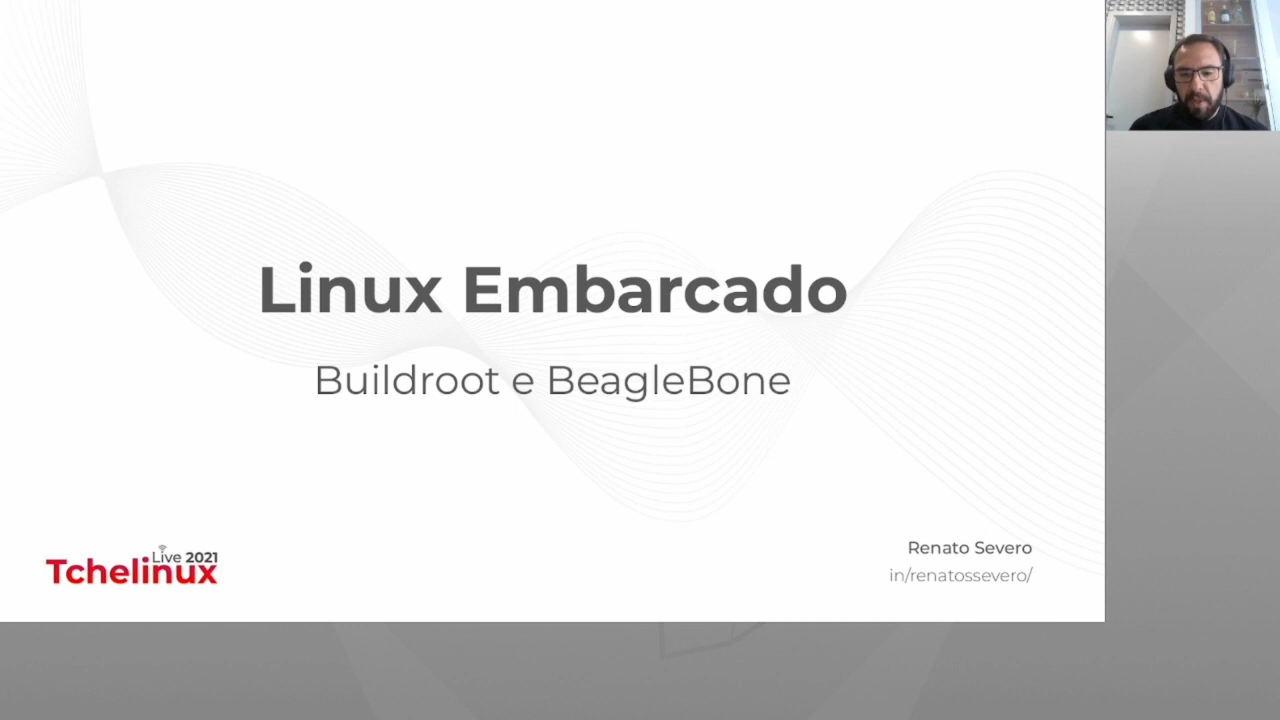 Linux Embarcado
Buildroot e BeagleBone
Live 2021
Tchelinux
Renato Severo
in/renatossevero/